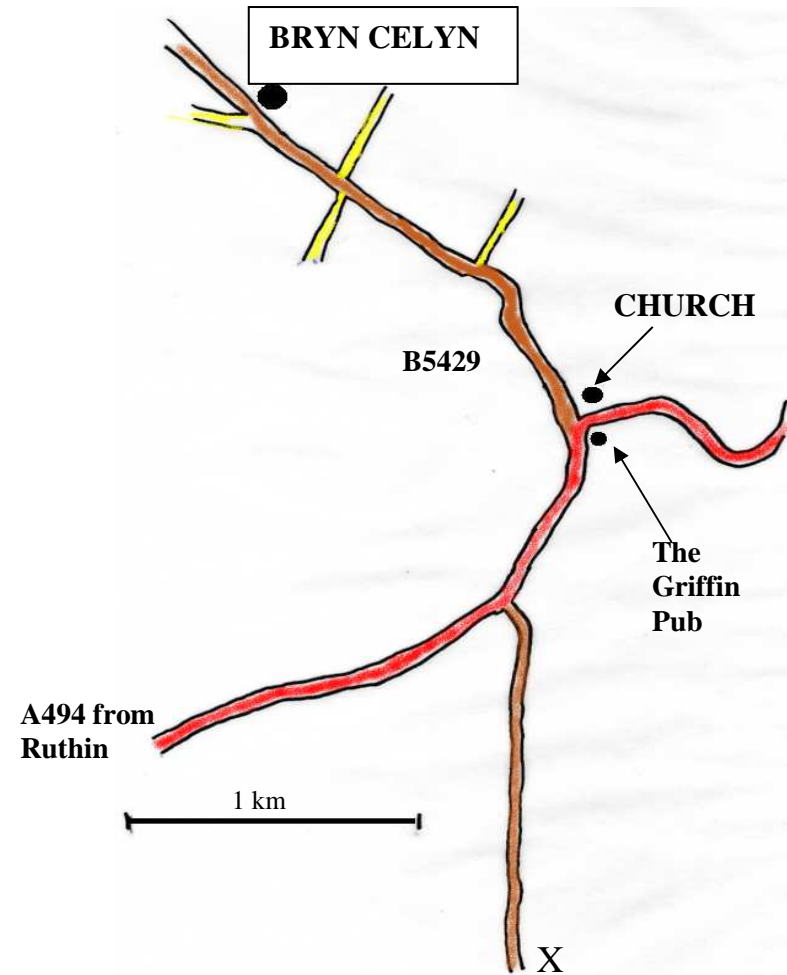 BRYN CELYN
CHURCH
B5429
The
Griffin
Pub
A494 from
Ruthin
1 km
X